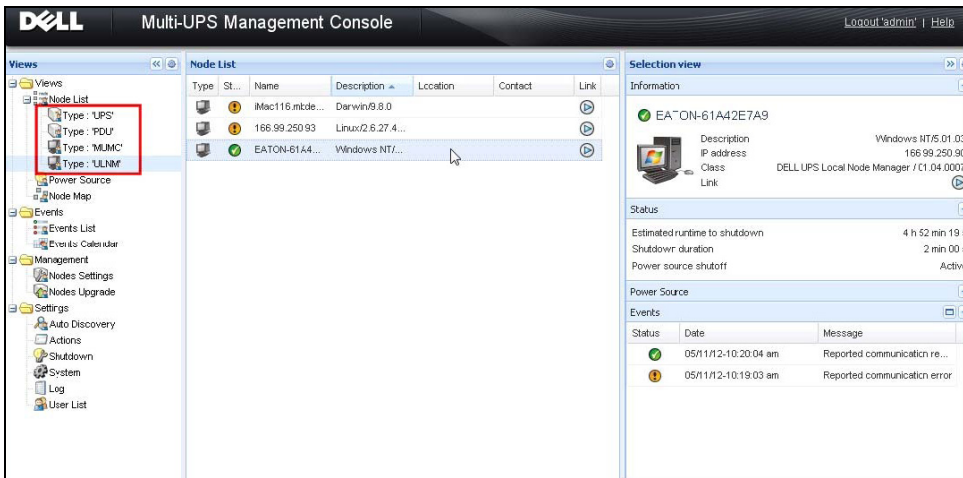 DELL
Multi-UPS Management Console
Logout 'admin' | Help
Views
Views
Node List
Type : 'UPS'
Type : 'PDU'
Type : 'MUMC'
Type : 'ULNM'
Power Source
Node Map
Events
Events List
Events Calendar
Management
Nodes Settings
Nodes Upgrade
Settings
Auto Discovery
Actions
Shutdown
System
Log
User List
Node List
Type St... Name Description Location Contact Link
iMac116.mtcde... Darwin/9.8.0
166.99.250.93 Linux/2.6.27.4...
EATON-61A4... Windows NT/...
Selection view
Information
EATON-61A42E7A9
Description Windows NT/5.01.03
IP address 166.99.250.90
Class DELL UPS Local Node Manager / 01.04.0007
Link
Status
Estimated runtime to shutdown 4 h 52 min 19
Shutdown duration 2 min 00
Power source shutoff Activ
Power Source
Events
Status Date Message
05/11/12-10:20:04 am Reported communication re...
05/11/12-10:19:03 am Reported communication error